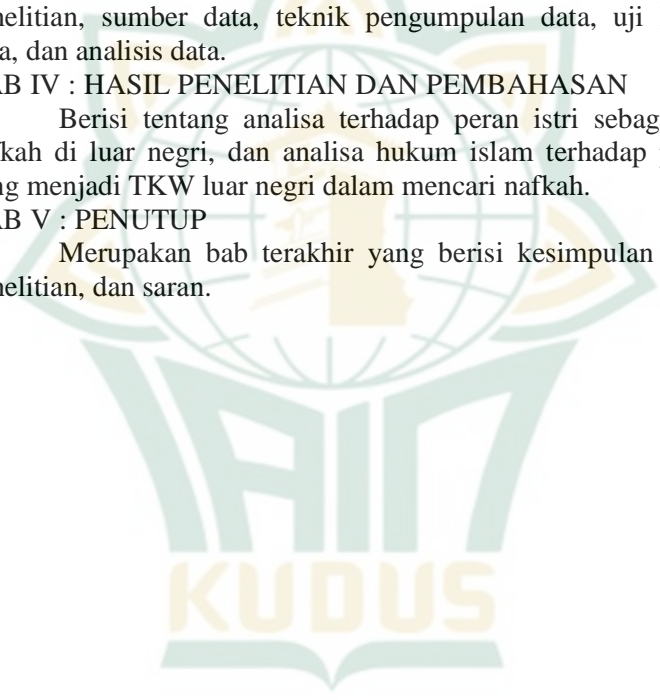 nelitian, sumber data, teknik pengumpulan data, uji
a, dan analisis data.
AB IV : HASIL PENELITIAN DAN PEMBAHASAN
Berisi tentang analisa terhadap peran istri sebag
fkah di luar negri, dan analisa hukum islam terhadap
ng menjadi TKW luar negri dalam mencari nafkah.
AB V : PENUTUP
Merupakan bab terakhir yang berisi kesimpulan
nelitian, dan saran.
IAIN
KUDUS